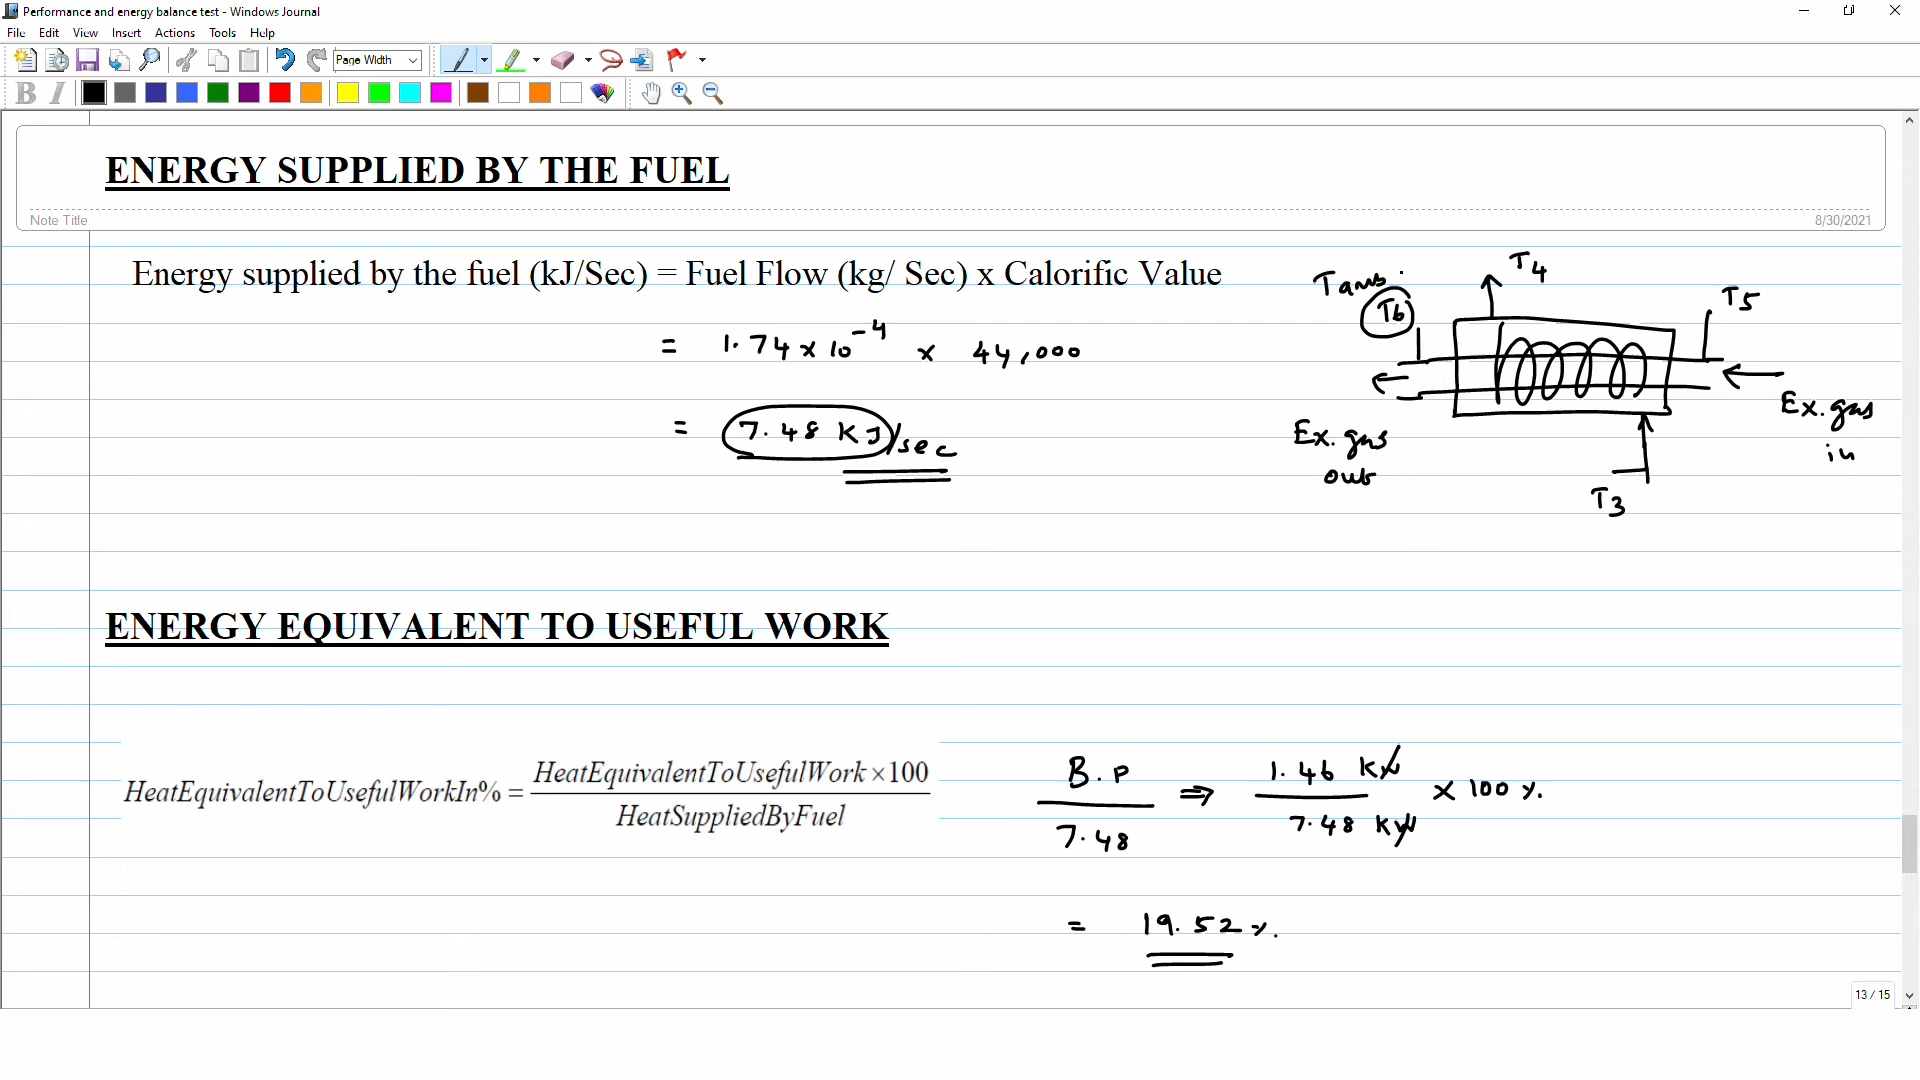 Performance and energy balance test - Windows Journal
File Edit View Insert Actions Tools Help
Page Width
B I
ENERGY SUPPLIED BY THE FUEL
Note Title 8/30/2021
Energy supplied by the fuel (kJ/Sec) = Fuel Flow (kg/ Sec) x Calorific Value
= 1.74 x 10^-4 x 44,000
= 7.48 KJ/sec
Tamb.
T6
T4
T5
Ex. gas in
Ex. gas out
T3
ENERGY EQUIVALENT TO USEFUL WORK
HeatEquivalentToUsefulWorkIn% = HeatEquivalentToUsefulWork×100 / HeatSuppliedByFuel
B.P / 7.48 ⇒ 1.46 KW / 7.48 KW x 100 %.
= 19.52 %.
13 / 15